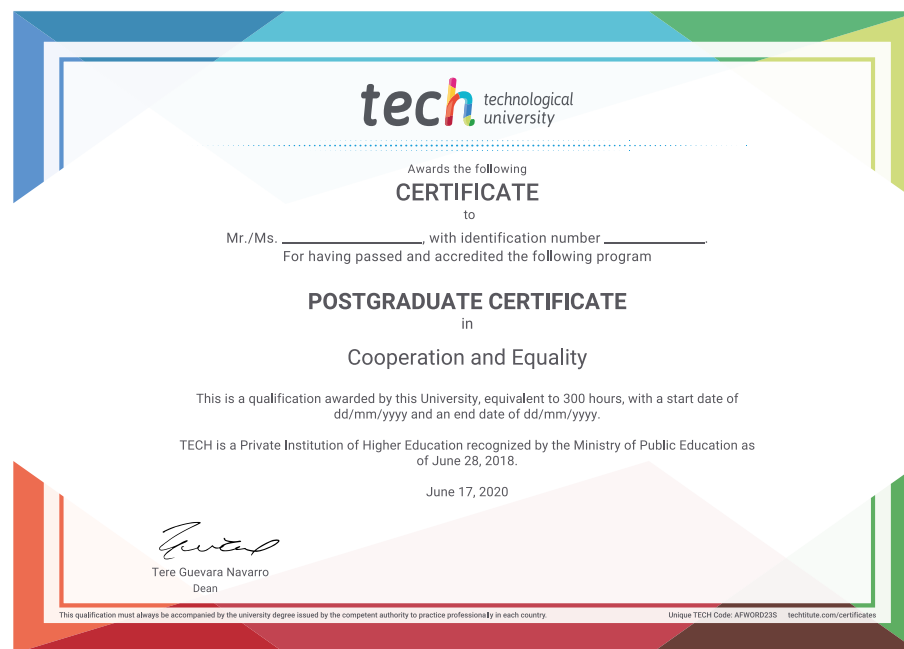 tech technological
university
Awards the following
CERTIFICATE
to
Mr./Ms. ____________________, with identification number ______________.
For having passed and accredited the following program
POSTGRADUATE CERTIFICATE
in
Cooperation and Equality
This is a qualification awarded by this University, equivalent to 300 hours, with a start date of
dd/mm/yyyy and an end date of dd/mm/yyyy.
TECH is a Private Institution of Higher Education recognized by the Ministry of Public Education as
of June 28, 2018.
June 17, 2020
Tere Guevara Navarro
Dean
This qualification must always be accompanied by the university degree issued by the competent authority to practice professionally in each country. Unique TECH Code: AFWORD23S techtitute.com/certificates